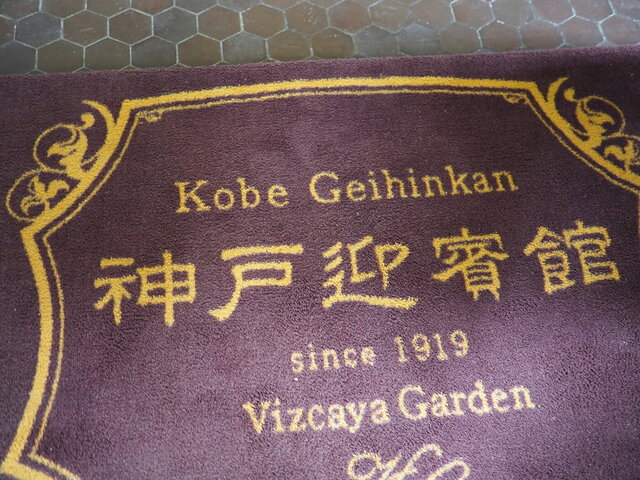 Kobe Geihinkan
神戸迎賓館
since 1919
Vizcaya Garden